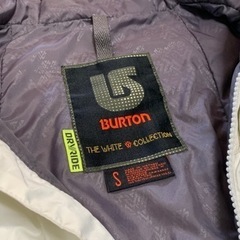 BURTON
THE WHITE COLLECTION
DRYRIDE
S